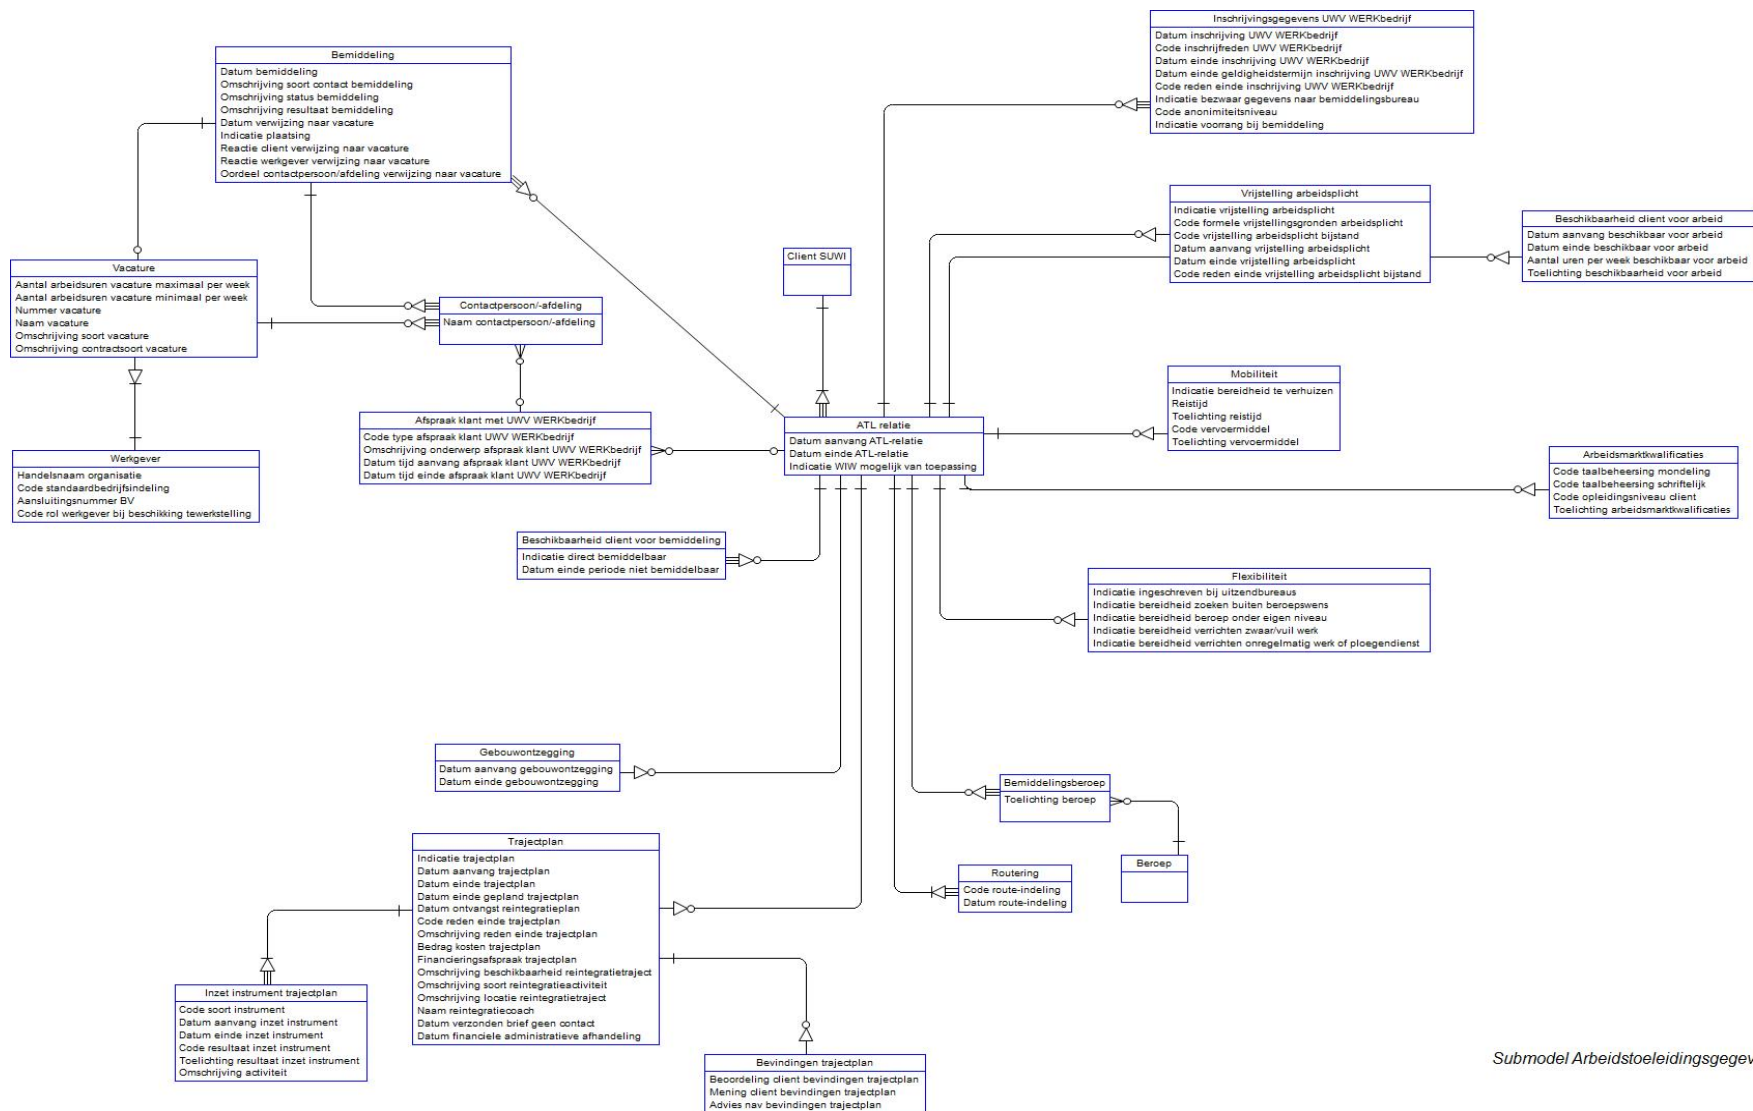 Inschrijvingsgegevens UWV WERKbedrijf
Datum inschrijving UWV WERKbedrijf
Code inschrijfreden UWV WERKbedrijf
Datum einde inschrijving UWV WERKbedrijf
Datum einde geldigheidstermijn inschrijving UWV WERKbedrijf
Code reden einde inschrijving UWV WERKbedrijf
Indicatie bezwaar gegevens naar bemiddelingsbureau
Code anonimiteitsniveau
Indicatie voorrang bij bemiddeling
Bemiddeling
Datum bemiddeling
Omschrijving soort contact bemiddeling
Omschrijving status bemiddeling
Omschrijving resultaat bemiddeling
Datum verwijzing naar vacature
Indicatie plaatsing
Reactie client verwijzing naar vacature
Reactie werkgever verwijzing naar vacature
Oordeel contactpersoon/afdeling verwijzing naar vacature
Vrijstelling arbeidsplicht
Indicatie vrijstelling arbeidsplicht
Code formele vrijstellingsgronden arbeidsplicht
Code vrijstelling arbeidsplicht bijstand
Datum aanvang vrijstelling arbeidsplicht
Datum einde vrijstelling arbeidsplicht
Code reden einde vrijstelling arbeidsplicht bijstand
Beschikbaarheid client voor arbeid
Datum aanvang beschikbaar voor arbeid
Datum einde beschikbaar voor arbeid
Aantal uren per week beschikbaar voor arbeid
Toelichting beschikbaarheid voor arbeid
Client SUWI
Vacature
Aantal arbeidsuren vacature maximaal per week
Aantal arbeidsuren vacature minimaal per week
Nummer vacature
Naam vacature
Omschrijving soort vacature
Omschrijving contractsoort vacature
Contactpersoon/-afdeling
Naam contactpersoon/-afdeling
Mobiliteit
Indicatie bereidheid te verhuizen
Reistijd
Toelichting reistijd
Code vervoermiddel
Toelichting vervoermiddel
Afspraak klant met UWV WERKbedrijf
Code type afspraak klant UWV WERKbedrijf
Omschrijving onderwerp afspraak klant UWV WERKbedrijf
Datum tijd aanvang afspraak klant UWV WERKbedrijf
Datum tijd einde afspraak klant UWV WERKbedrijf
ATL relatie
Datum aanvang ATL-relatie
Datum einde ATL-relatie
Indicatie WIW mogelijk van toepassing
Werkgever
Handelsnaam organisatie
Code standaardbedrijfsindeling
Aansluitingsnummer BV
Code rol werkgever bij beschikking tewerkstelling
Arbeidsmarktkwalificaties
Code taalbeheersing mondeling
Code taalbeheersing schriftelijk
Code opleidingsniveau client
Toelichting arbeidsmarktkwalificaties
Beschikbaarheid client voor bemiddeling
Indicatie direct bemiddelbaar
Datum einde periode niet bemiddelbaar
Flexibiliteit
Indicatie ingeschreven bij uitzendbureaus
Indicatie bereidheid zoeken buiten beroepswens
Indicatie bereidheid beroep onder eigen niveau
Indicatie bereidheid verrichten zwaar/vuil werk
Indicatie bereidheid verrichten onregelmatig werk of ploegendienst
Gebouwontzegging
Datum aanvang gebouwontzegging
Datum einde gebouwontzegging
Bemiddelingsberoep
Toelichting beroep
Beroep
Routering
Code route-indeling
Datum route-indeling
Trajectplan
Indicatie trajectplan
Datum aanvang trajectplan
Datum einde trajectplan
Datum einde gepland trajectplan
Datum ontvangst reintegratieplan
Code reden einde trajectplan
Omschrijving reden einde trajectplan
Bedrag kosten trajectplan
Financieringsafspraak trajectplan
Omschrijving beschikbaarheid reintegratietraject
Omschrijving soort reintegratieactiviteit
Omschrijving locatie reintegratietraject
Naam reintegratiecoach
Datum verzonden brief geen contact
Datum financiele administratieve afhandeling
Inzet instrument trajectplan
Code soort instrument
Datum aanvang inzet instrument
Datum einde inzet instrument
Code resultaat inzet instrument
Toelichting resultaat inzet instrument
Omschrijving activiteit
Bevindingen trajectplan
Beoordeling client bevindingen trajectplan
Mening client bevindingen trajectplan
Advies nav bevindingen trajectplan
Submodel Arbeidstoeleidingsgegev